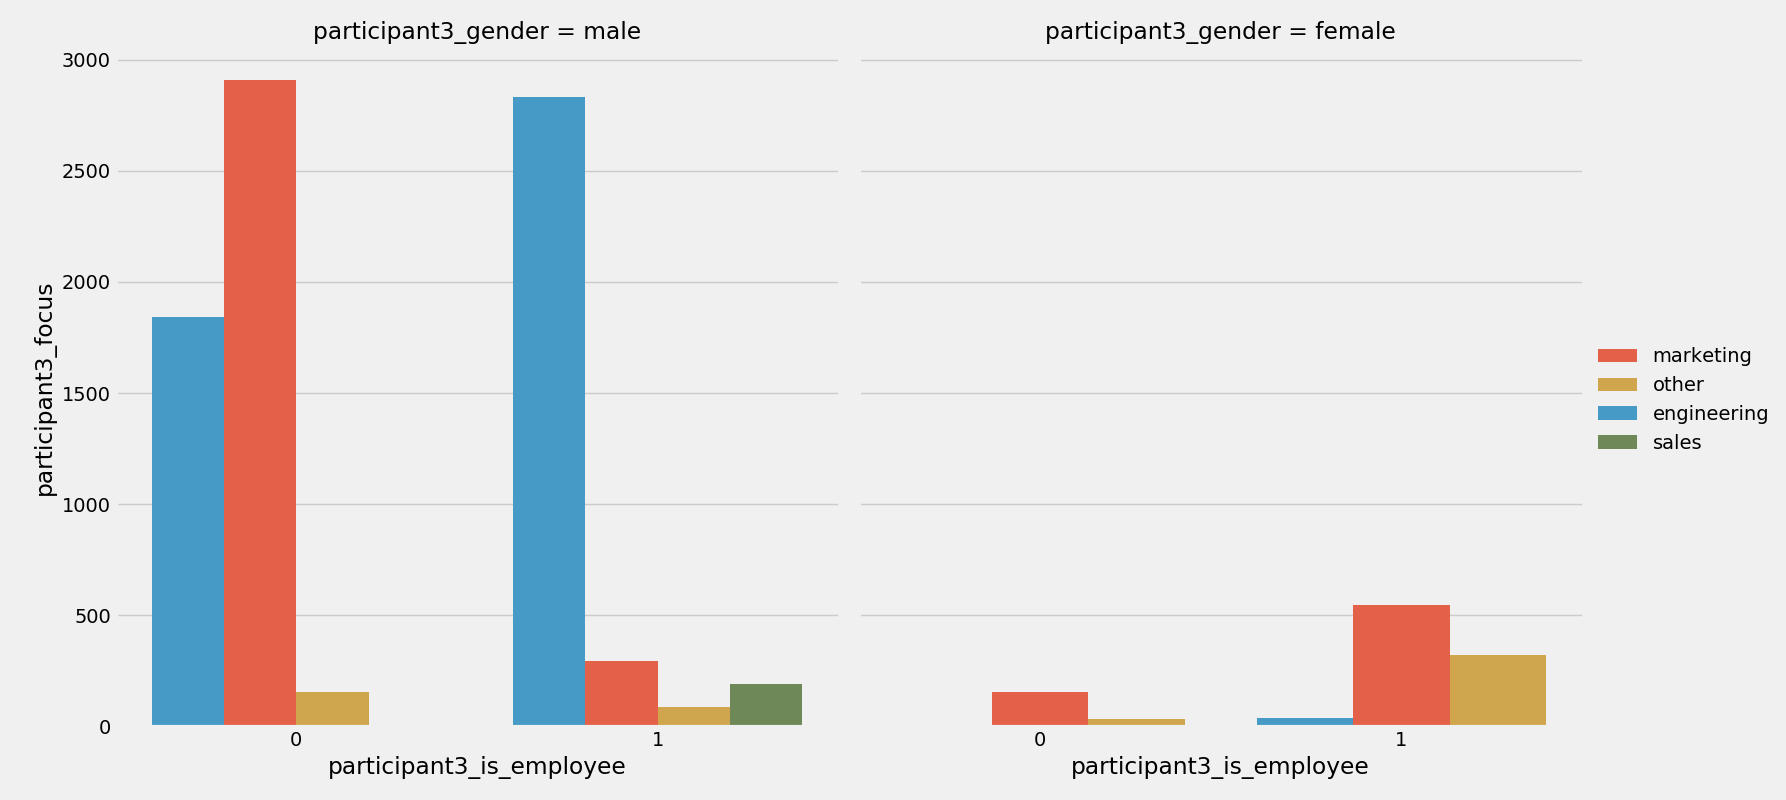 participant3_gender = male
participant3_gender = female
3000
2500
2000
1500
1000
500
0
participant3_focus
0
1
0
1
participant3_is_employee
participant3_is_employee
marketing
other
engineering
sales